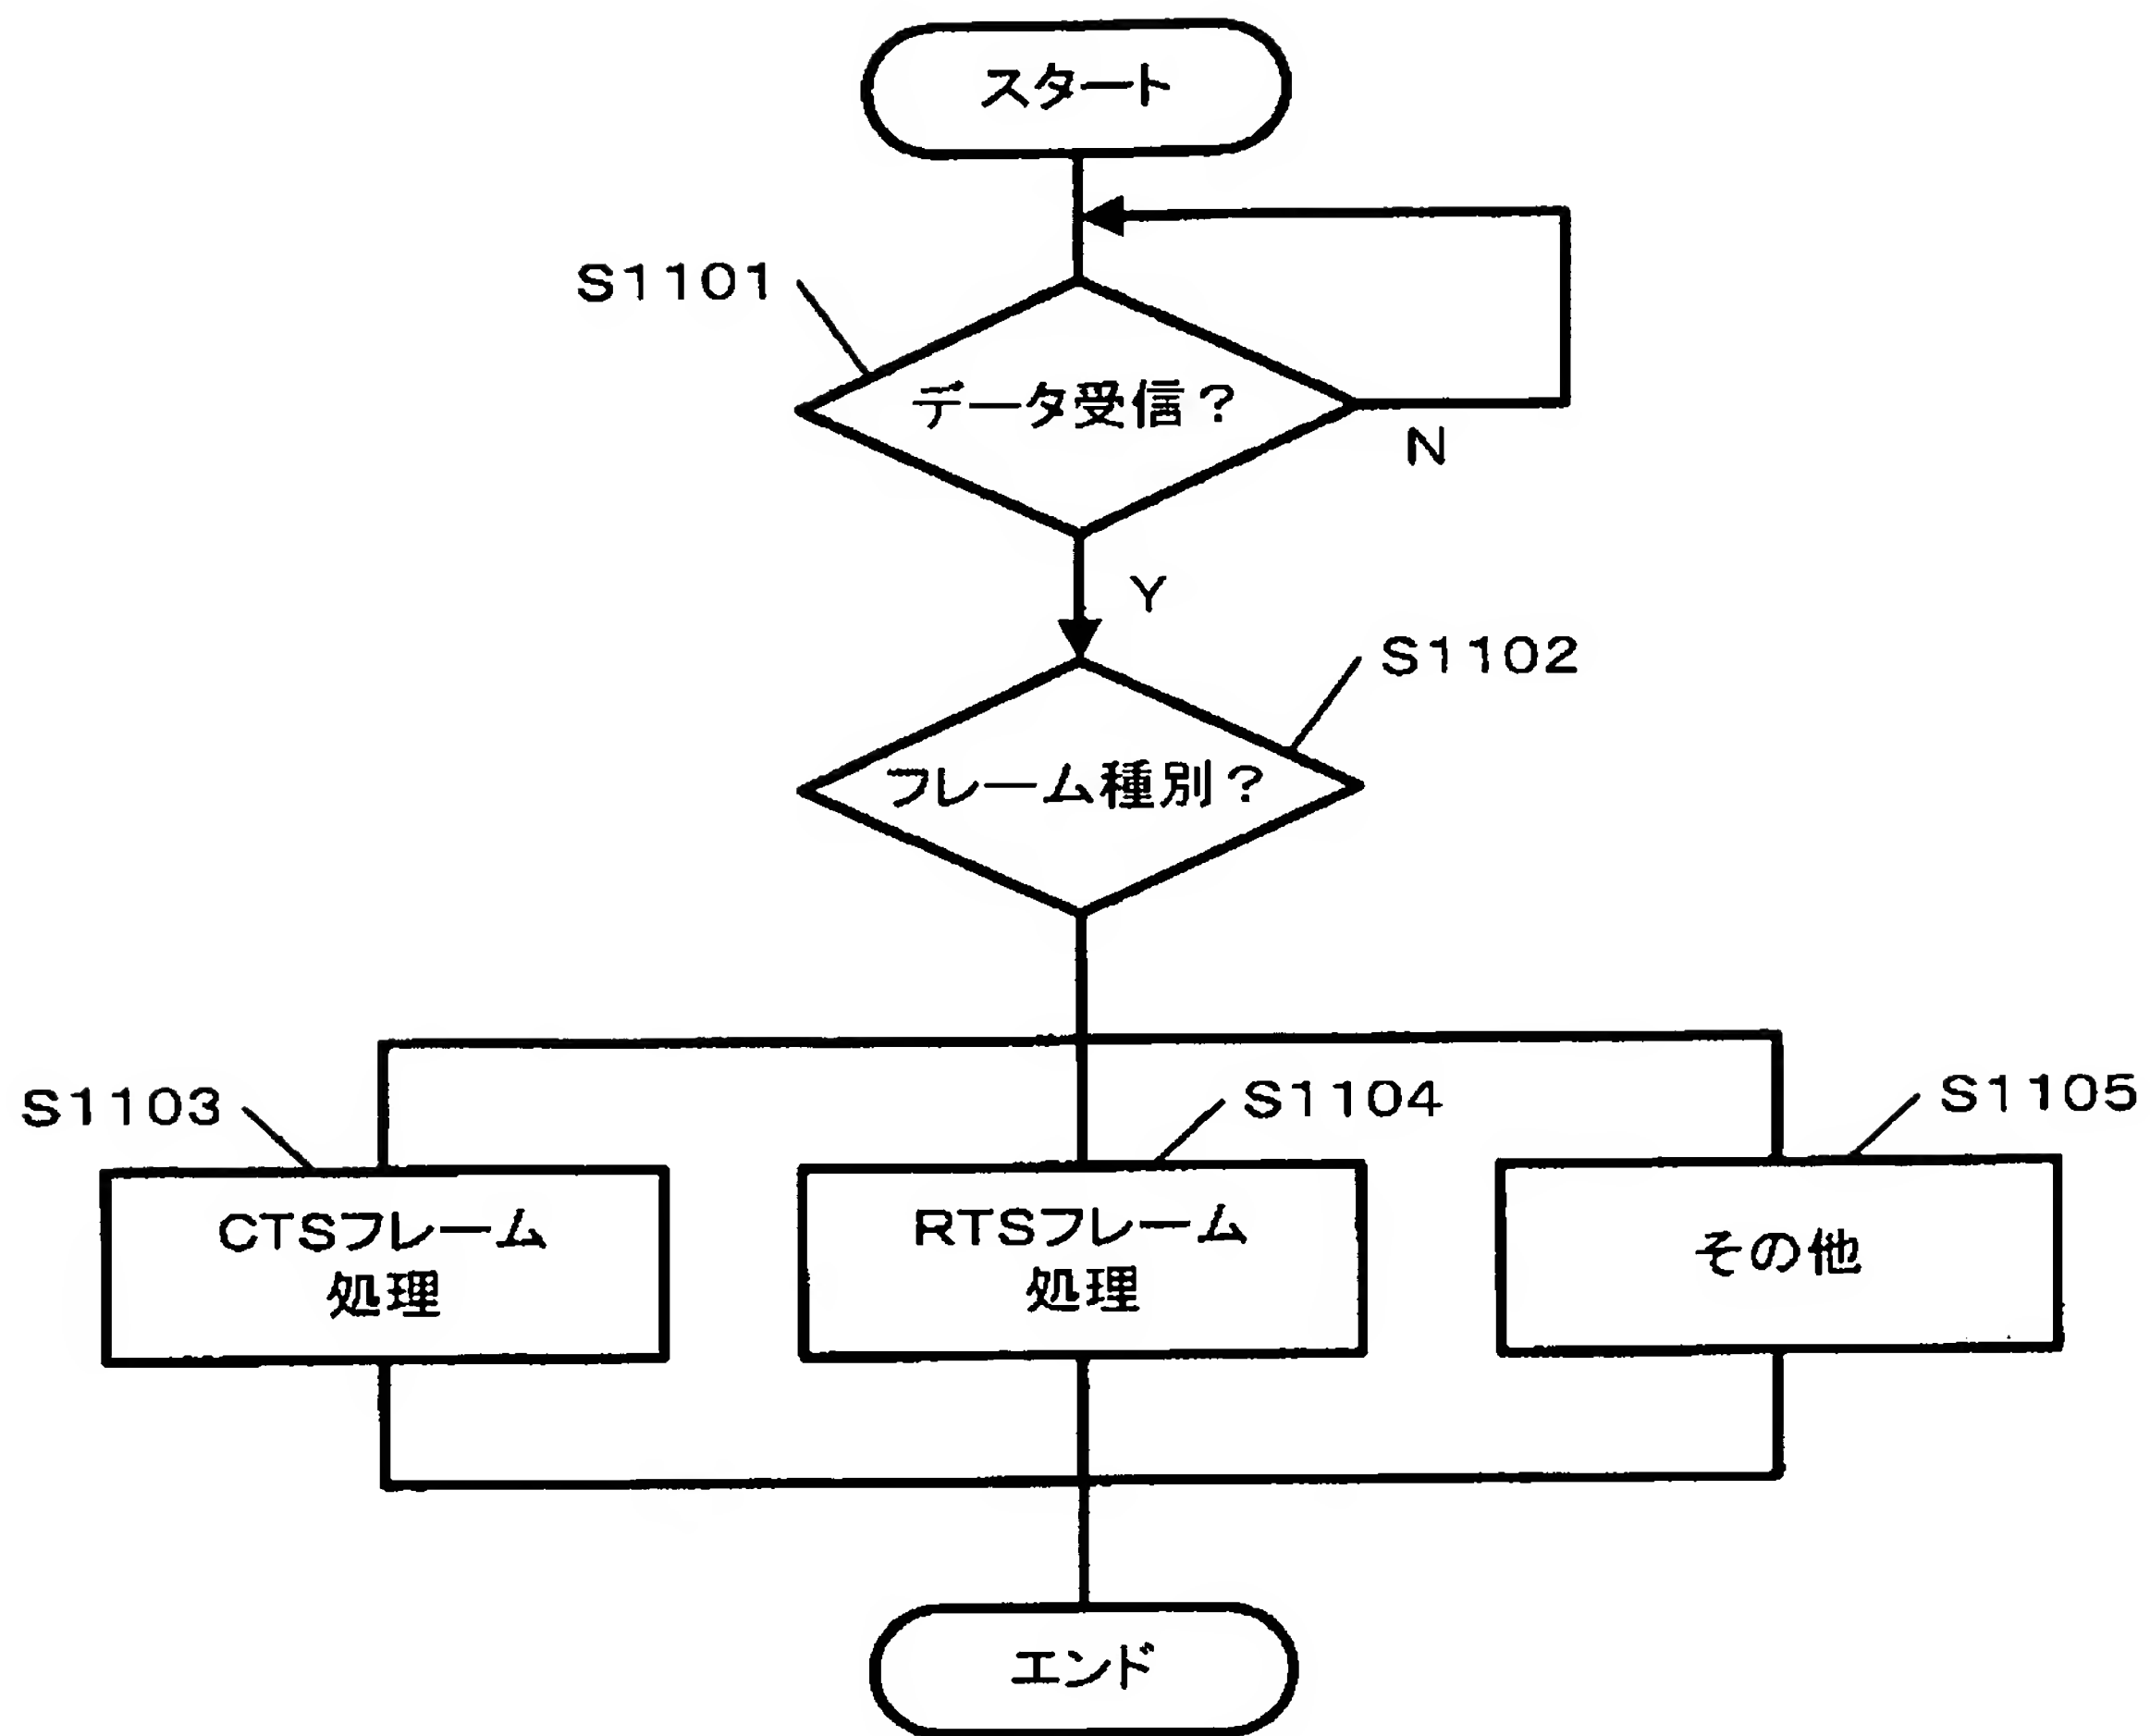 スタート
S1101
データ受信？
N
Y
S1102
フレーム種別？
S1103
S1104
S1105
CTSフレーム
処理
RTSフレーム
処理
その他
エンド